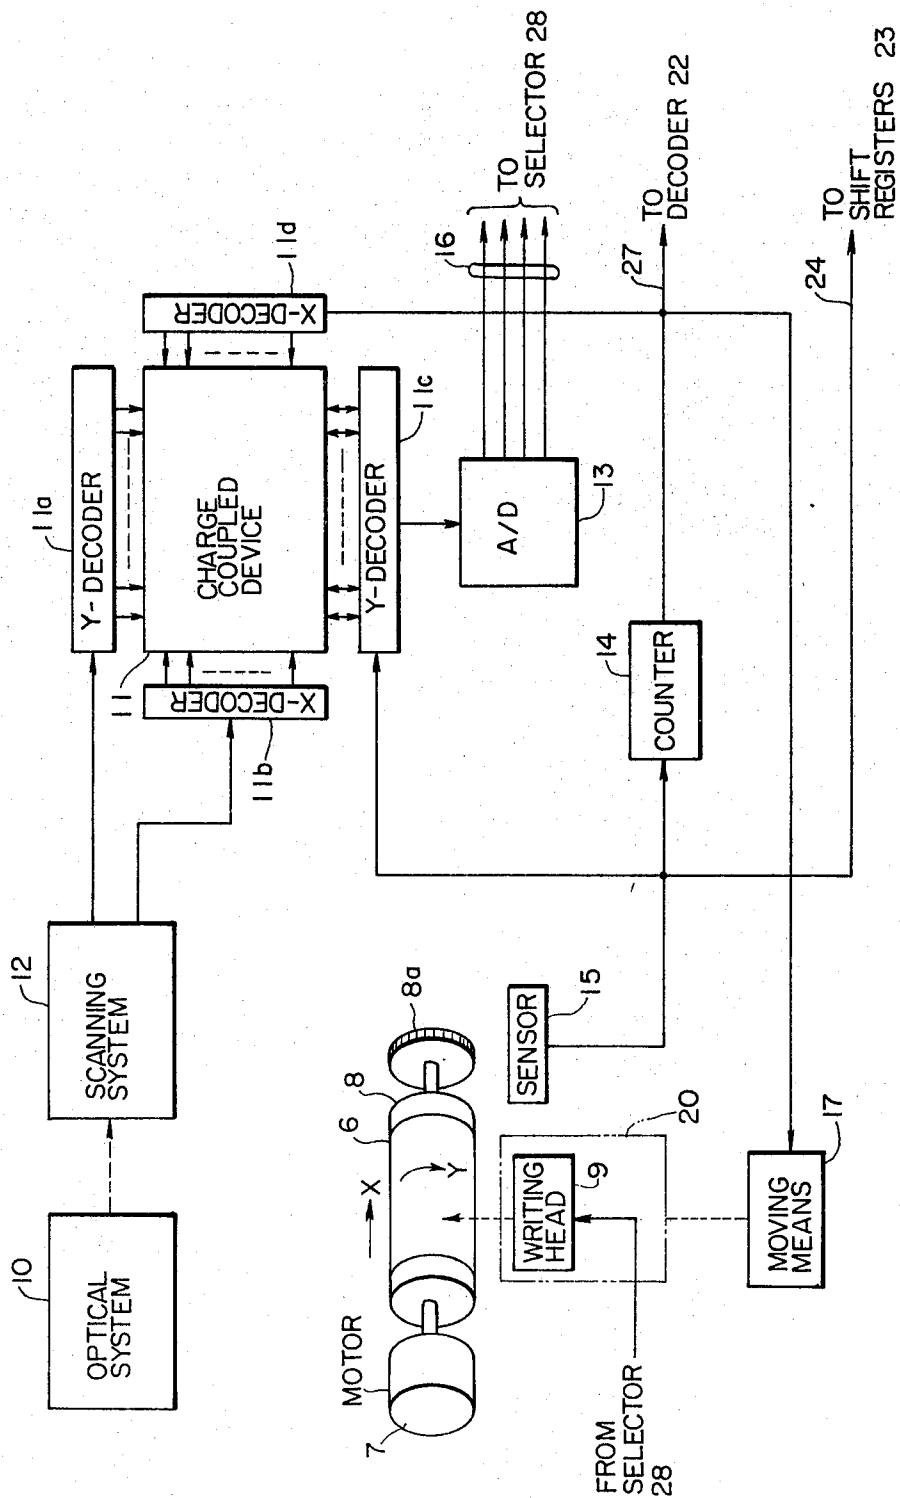 10
OPTICAL
SYSTEM
12
SCANNING
SYSTEM
11a
Y-DECODER
11
CHARGE
COUPLED
DEVICE
X-DECODER
11b
X-DECODER
11d
Y-DECODER
11c
A/D
13
16
TO
SELECTOR 28
MOTOR
7
X
Y
6
8
8a
SENSOR
15
WRITING
HEAD
9
20
FROM
SELECTOR
28
MOVING
MEANS
17
14
COUNTER
27
TO
DECODER 22
24
TO
SHIFT
REGISTERS 23